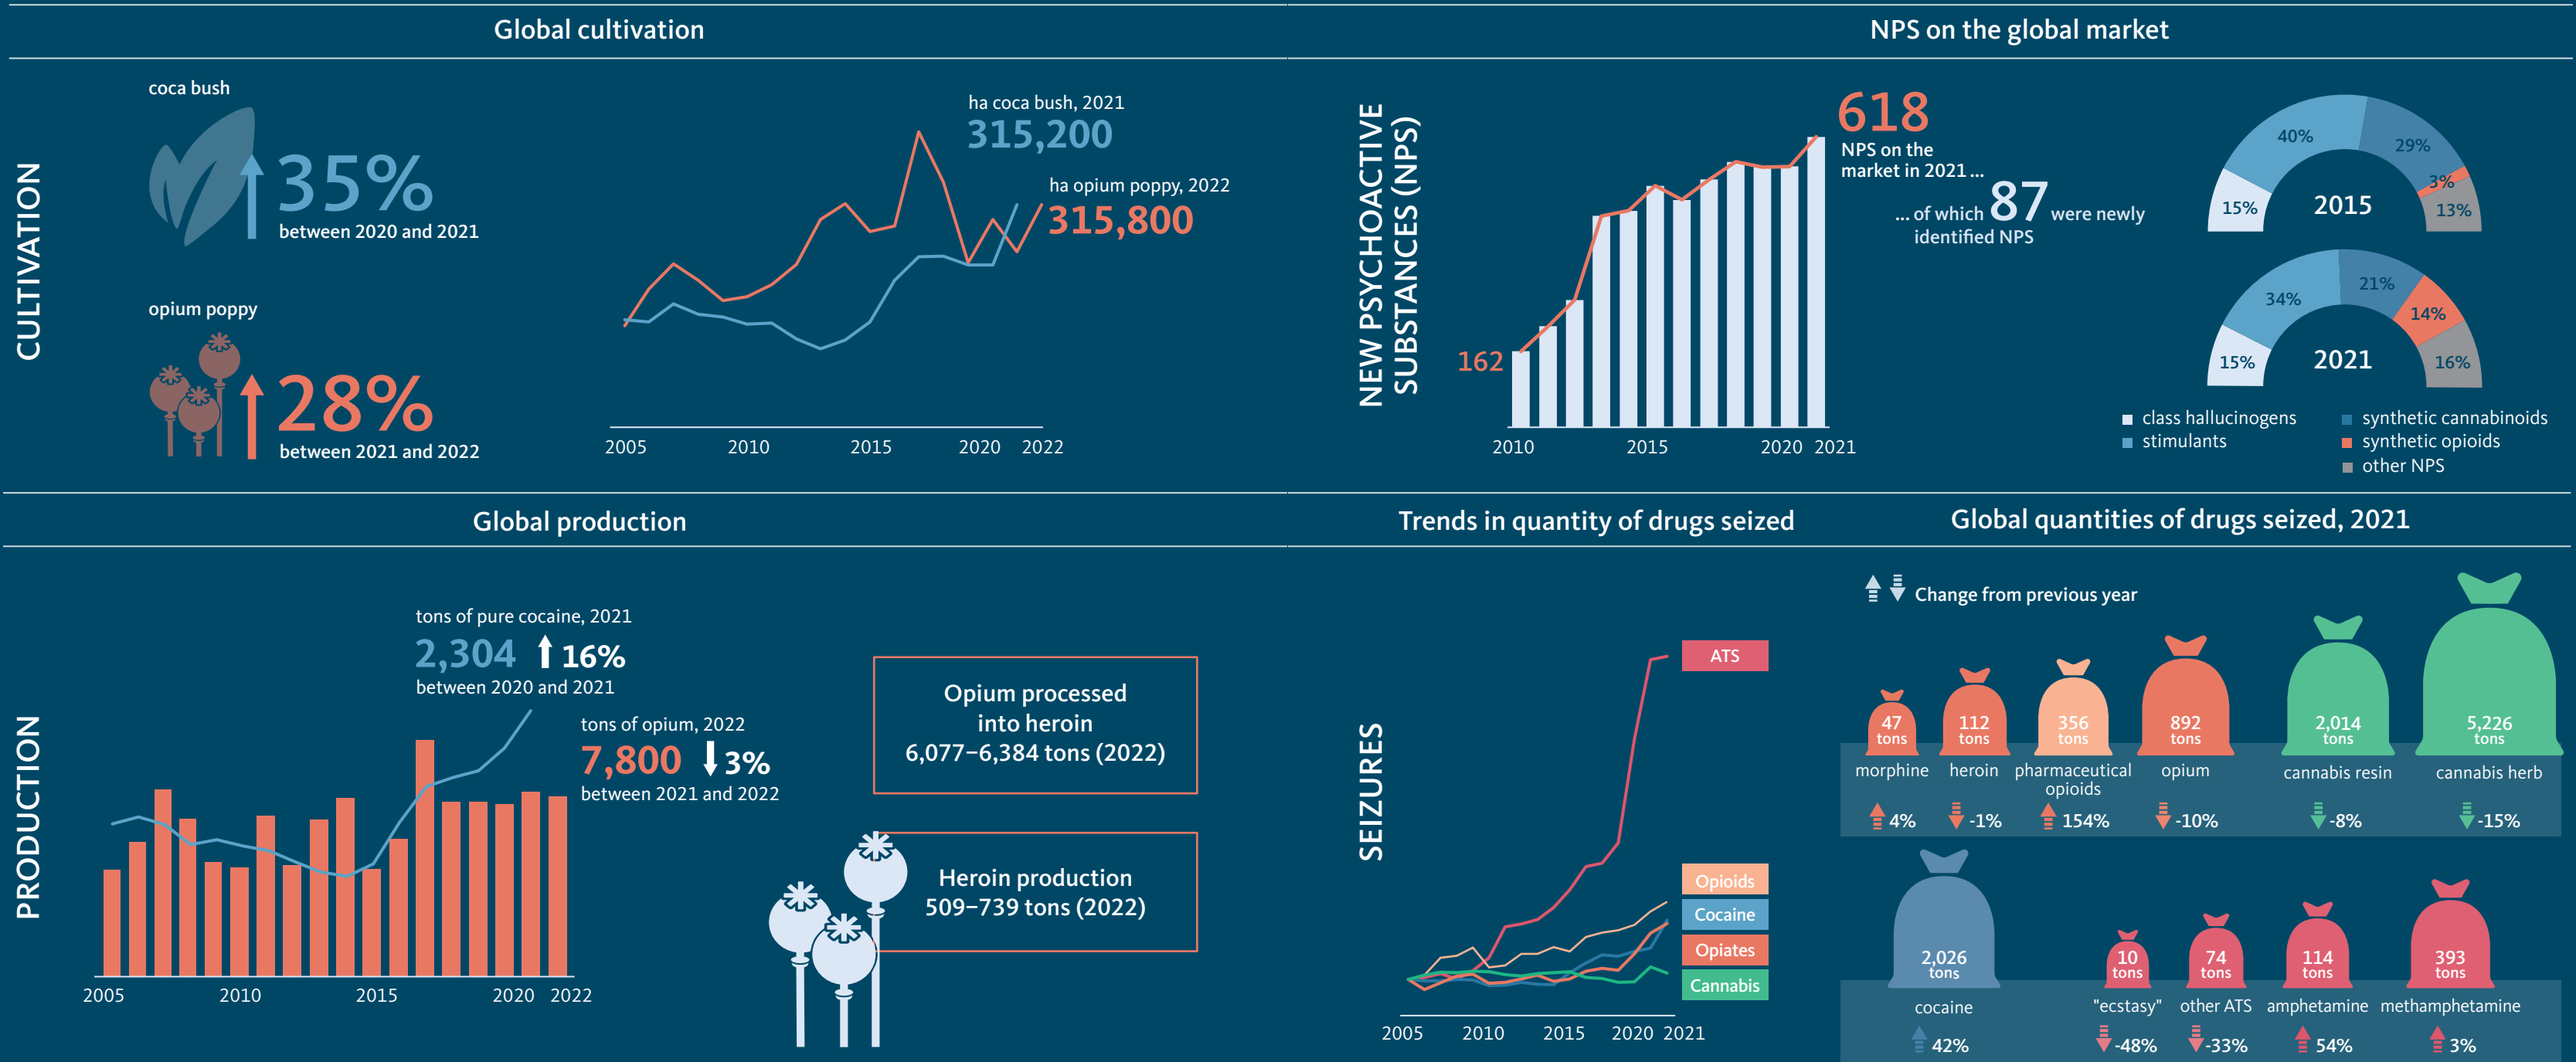 Global cultivation
CULTIVATION
coca bush
35%
between 2020 and 2021
opium poppy
28%
between 2021 and 2022
ha coca bush, 2021
315,200
ha opium poppy, 2022
315,800
2005 2010 2015 2020 2022
NPS on the global market
NEW PSYCHOACTIVE
SUBSTANCES (NPS)
162
618
NPS on the
market in 2021 ...
... of which 87 were newly
identified NPS
2010 2015 2020 2021
40%
29%
3%
15%
13%
2015
34%
21%
14%
15%
16%
2021
class hallucinogens
stimulants
synthetic cannabinoids
synthetic opioids
other NPS
Global production
PRODUCTION
tons of pure cocaine, 2021
2,304 16%
between 2020 and 2021
tons of opium, 2022
7,800 3%
between 2021 and 2022
2005 2010 2015 2020 2022
Opium processed
into heroin
6,077–6,384 tons (2022)
Heroin production
509–739 tons (2022)
Trends in quantity of drugs seized
SEIZURES
ATS
Opioids
Cocaine
Opiates
Cannabis
2005 2010 2015 2020 2021
Global quantities of drugs seized, 2021
Change from previous year
47
tons
morphine
4%
112
tons
heroin
-1%
356
tons
pharmaceutical
opioids
154%
892
tons
opium
-10%
2,014
tons
cannabis resin
-8%
5,226
tons
cannabis herb
-15%
2,026
tons
cocaine
42%
10
tons
"ecstasy"
-48%
74
tons
other ATS
-33%
114
tons
amphetamine
54%
393
tons
methamphetamine
3%